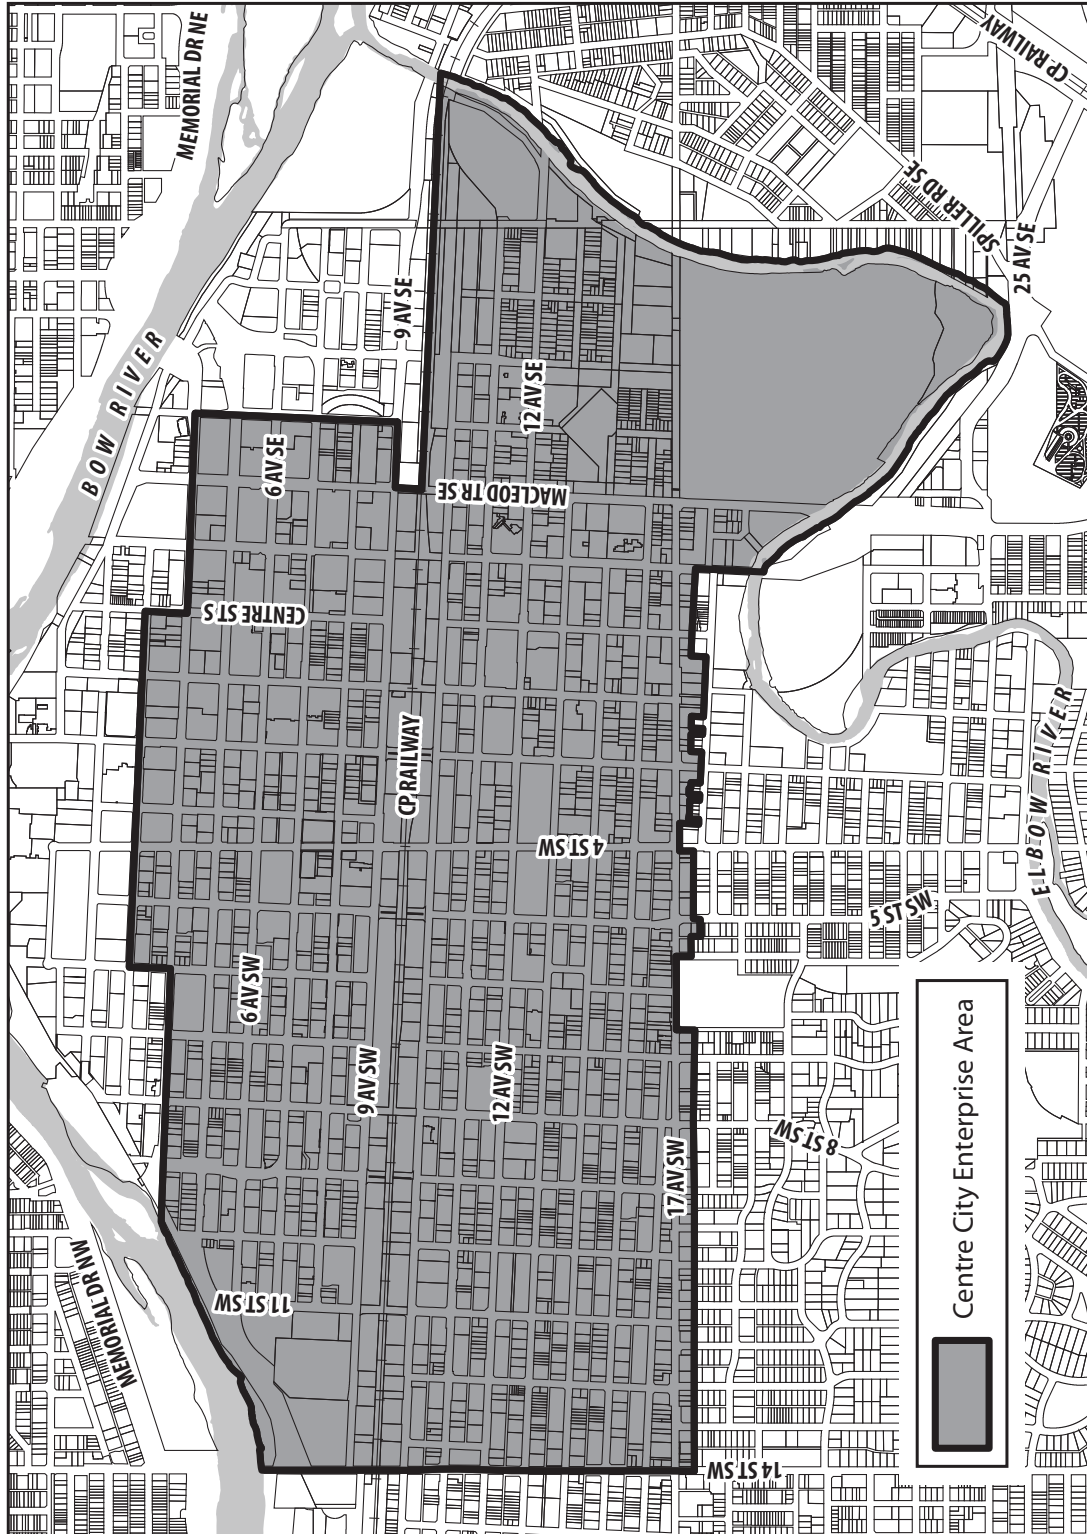 MEMORIAL DR NE
CP RAILWAY
BOW RIVER
SPILLER RD SE
25 AV SE
9 AV SE
12 AV SE
6 AV SE
MACLEOD TR SE
CENTRE ST S
CP RAILWAY
4 ST SW
ELBOW RIVER
5 ST SW
6 AV SW
9 AV SW
12 AV SW
8 ST SW
17 AV SW
MEMORIAL DR NW
11 ST SW
14 ST SW
Centre City Enterprise Area